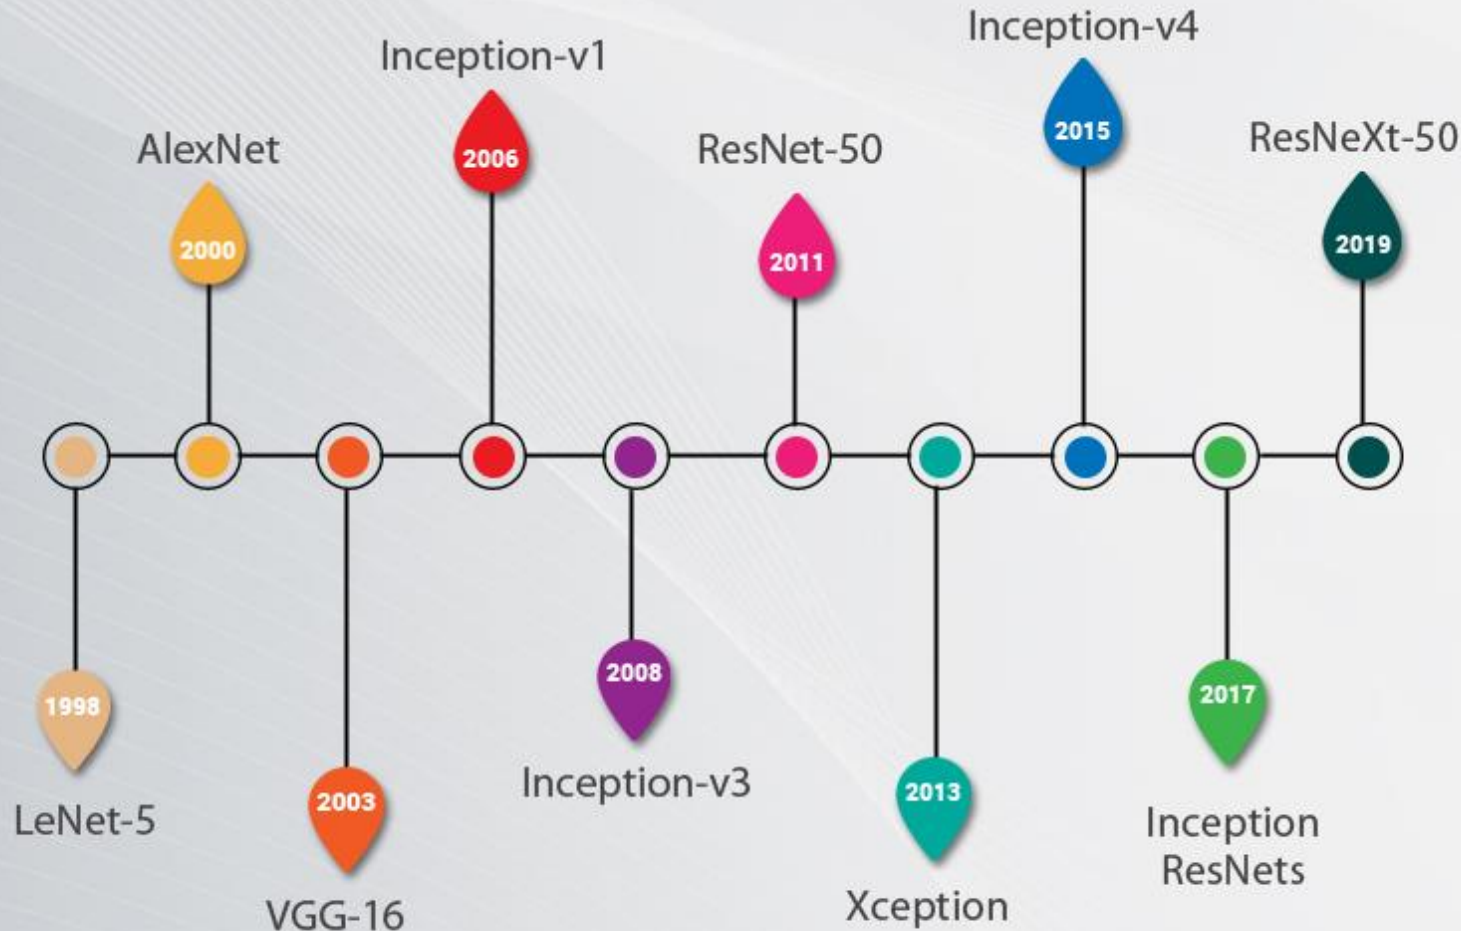 Inception-v4
Inception-v1
2015
ResNeXt-50
AlexNet
2006
ResNet-50
2000
2011
2019
1998
2003
2008
2013
2017
LeNet-5
VGG-16
Inception-v3
Xception
Inception
ResNets